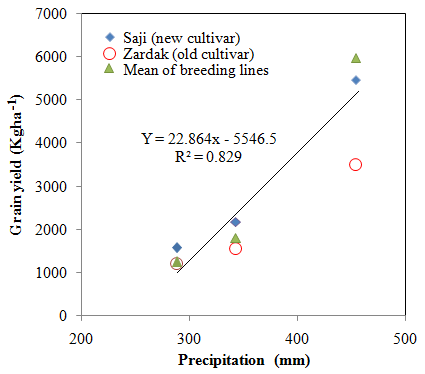 7000
6000
5000
4000
3000
2000
1000
0
Grain yield (Kgha⁻¹)
Saji (new cultivar)
Zardak (old cultivar)
Mean of breeding lines
Y = 22.864x - 5546.5
R² = 0.829
200
300
400
500
Precipitation (mm)